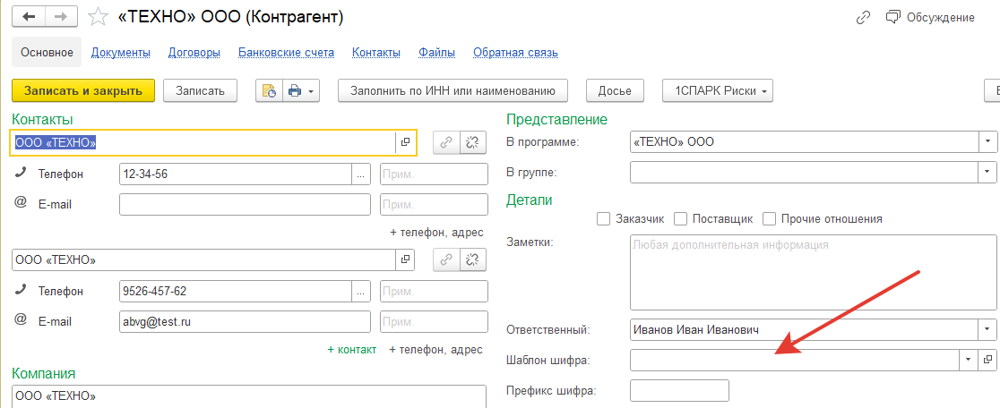 «ТЕХНО» ООО (Контрагент)
Обсуждение
Основное Документы Договоры Банковские счета Контакты Файлы Обратная связь
Записать и закрыть Записать Заполнить по ИНН или наименованию Досье 1СПАРК Риски
Контакты
ООО «ТЕХНО»
Телефон 12-34-56 ... Прим.
E-mail Прим.
+ телефон, адрес
ООО «ТЕХНО»
Телефон 9526-457-62 ... Прим.
E-mail abvg@test.ru Прим.
+ контакт + телефон, адрес
Компания
ООО «ТЕХНО»
Представление
В программе: «ТЕХНО» ООО
В группе:
Детали
Заказчик Поставщик Прочие отношения
Заметки: Любая дополнительная информация
Ответственный: Иванов Иван Иванович
Шаблон шифра:
Префикс шифра: